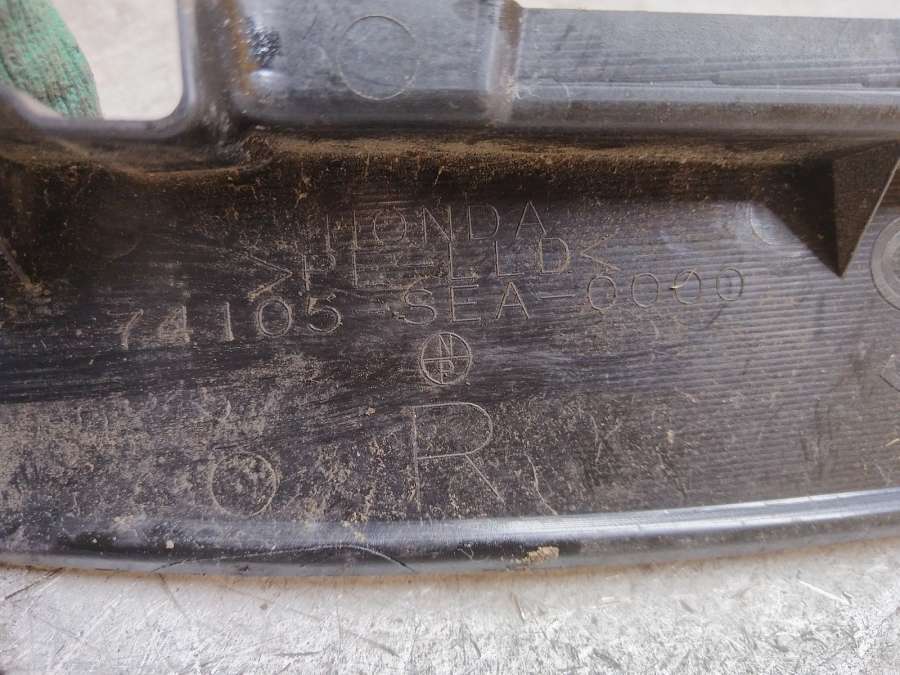 HONDA
>PE-LLD<
74105-SEA-0000
N
P
R